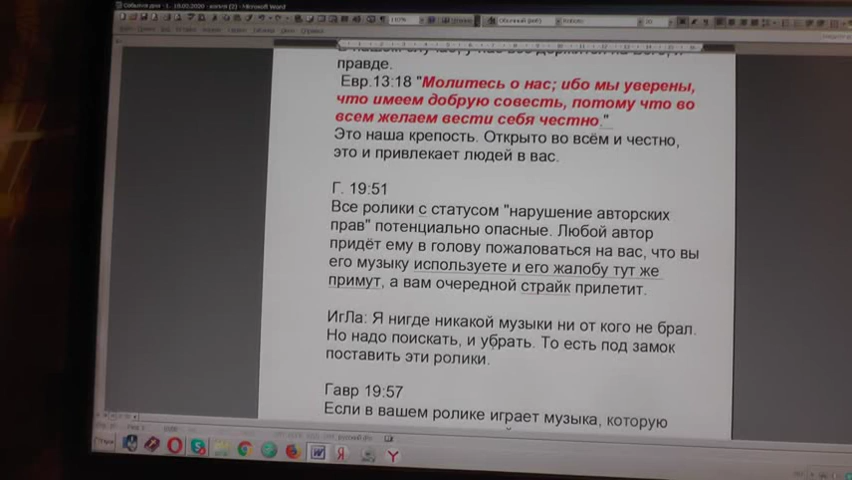 правде.
Евр.13:18 "Молитесь о нас; ибо мы уверены,
что имеем добрую совесть, потому что во
всем желаем вести себя честно."
Это наша крепость. Открыто во всём и честно,
это и привлекает людей в вас.
Г. 19:51
Все ролики с статусом "нарушение авторских
прав" потенциально опасные. Любой автор
придёт ему в голову пожаловаться на вас, что вы
его музыку используете и его жалобу тут же
примут, а вам очередной страйк прилетит.
ИгЛа: Я нигде никакой музыки ни от кого не брал.
Но надо поискать, и убрать. То есть под замок
поставить эти ролики.
Гавр 19:57
Если в вашем ролике играет музыка, которую